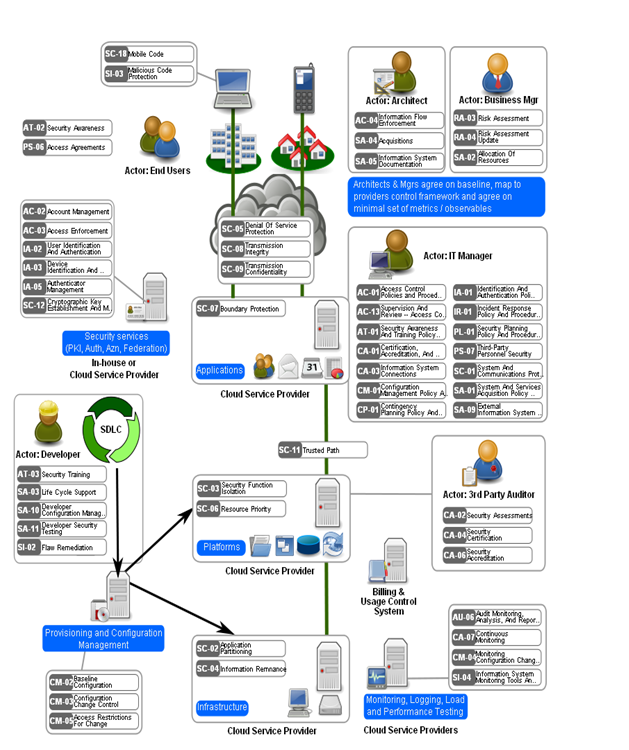 SC-18 Mobile Code
SI-03 Malicious Code
Protection
AT-02 Security Awareness
PS-06 Access Agreements
Actor: End Users
Actor: Architect
AC-04 Information Flow
Enforcement
SA-04 Acquisitions
SA-05 Information System
Documentation
Actor: Business Mgr
RA-03 Risk Assessment
RA-04 Risk Assessment
Update
SA-02 Allocation Of
Resources
Architects & Mgrs agree on baseline, map to
providers control framework and agree on
minimal set of metrics / observables
AC-02 Account Management
AC-03 Access Enforcement
IA-02 User Identification
And Authentication
IA-03 Device
Identification And ..
IA-05 Authenticator
Management
SC-12 Cryptographic Key
Establishment And M..
Security services
(PKI, Auth, Azn, Federation)
In-house or
Cloud Service Provider
SC-05 Denial Of Service
Protection
SC-08 Transmission
Integrity
SC-09 Transmission
Confidentiality
SC-07 Boundary Protection
Applications
31
Cloud Service Provider
Actor: IT Manager
AC-01 Access Control
Policies and Proced..
AC-13 Supervision And
Review -- Access Co..
AT-01 Security Awareness
And Training Policy..
CA-01 Certification,
Accreditation, And ..
CA-03 Information System
Connections
CM-01 Configuration
Management Policy A..
CP-01 Contingency
Planning Policy And..
IA-01 Identification And
Authentication Poli..
IR-01 Incident Response
Policy And Procedur..
PL-01 Security Planning
Policy And Procedur..
PS-07 Third-Party
Personnel Security
SC-01 System And
Communications Prot..
SA-01 System And Services
Acquisition Policy ..
SA-09 External
Information System ..
SDLC
Actor: Developer
AT-03 Security Training
SA-03 Life Cycle Support
SA-10 Developer
Configuration Manag..
SA-11 Developer Security
Testing
SI-02 Flaw Remediation
SC-11 Trusted Path
SC-03 Security Function
Isolation
SC-06 Resource Priority
Platforms
Cloud Service Provider
Actor: 3rd Party Auditor
CA-02 Security Assessments
CA-04 Security
Certification
CA-06 Security
Accreditation
Billing &
Usage Control
System
Provisioning and Configuration
Management
CM-02 Baseline
Configuration
CM-03 Configuration
Change Control
CM-05 Access Restrictions
For Change
SC-02 Application
Partitioning
SC-04 Information Remnance
Infrastructure
Cloud Service Provider
AU-06 Audit Monitoring,
Analysis, And Repor..
CA-07 Continuous
Monitoring
CM-04 Monitoring
Configuration Chang..
SI-04 Information System
Monitoring Tools An..
Monitoring, Logging, Load
and Performance Testing
Cloud Service Providers